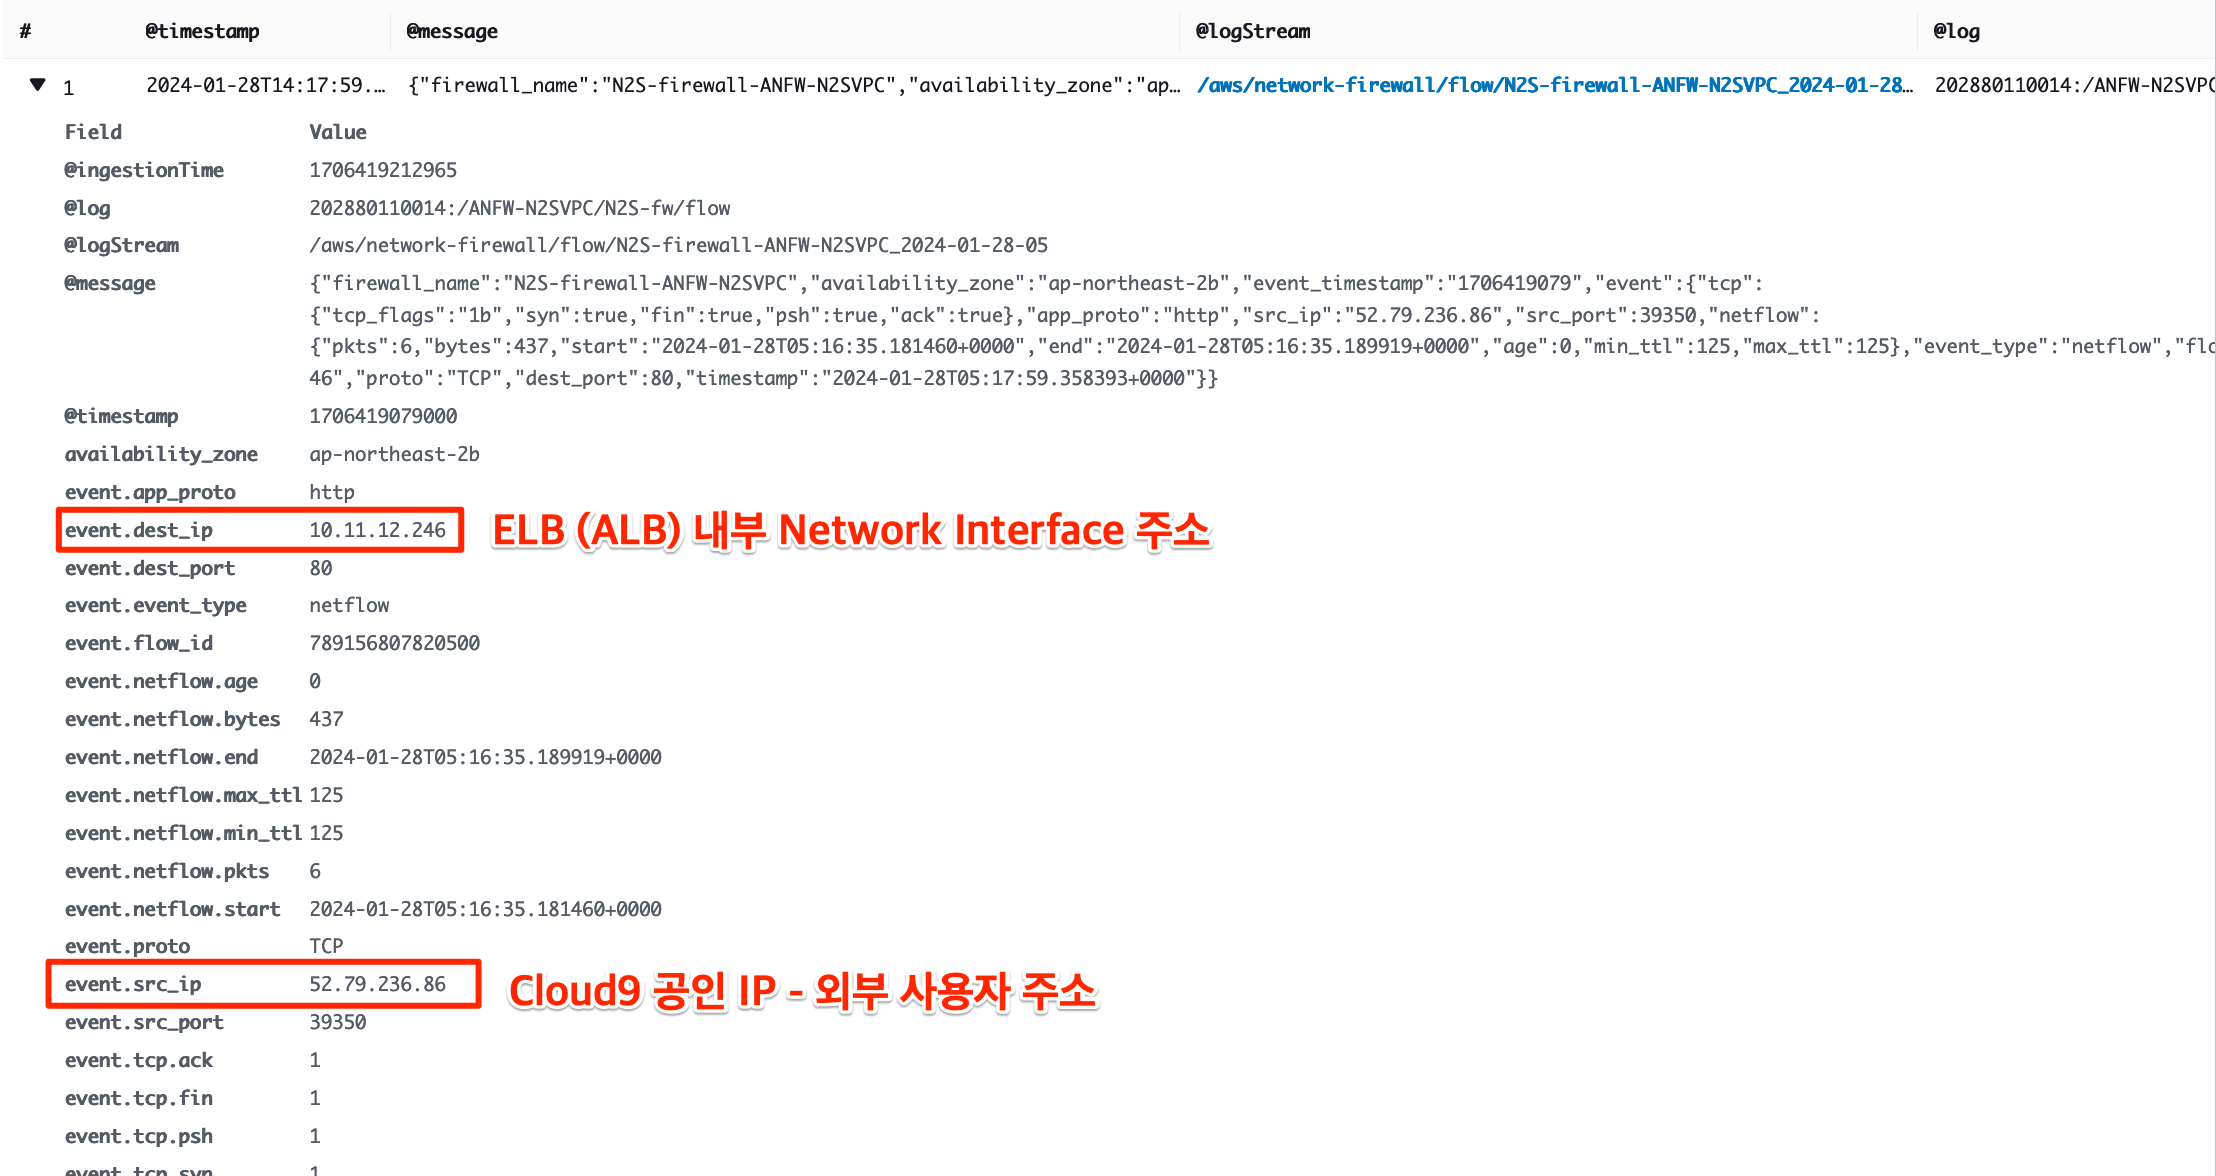 # @timestamp @message @logStream @log
1 2024-01-28T14:17:59.… {"firewall_name":"N2S-firewall-ANFW-N2SVPC","availability_zone":"ap… /aws/network-firewall/flow/N2S-firewall-ANFW-N2SVPC_2024-01-28… 202880110014:/ANFW-N2SVPC
Field Value
@ingestionTime 1706419212965
@log 202880110014:/ANFW-N2SVPC/N2S-fw/flow
@logStream /aws/network-firewall/flow/N2S-firewall-ANFW-N2SVPC_2024-01-28-05
@message {"firewall_name":"N2S-firewall-ANFW-N2SVPC","availability_zone":"ap-northeast-2b","event_timestamp":"1706419079","event":{"tcp":
{"tcp_flags":"1b","syn":true,"fin":true,"psh":true,"ack":true},"app_proto":"http","src_ip":"52.79.236.86","src_port":39350,"netflow":
{"pkts":6,"bytes":437,"start":"2024-01-28T05:16:35.181460+0000","end":"2024-01-28T05:16:35.189919+0000","age":0,"min_ttl":125,"max_ttl":125},"event_type":"netflow","flo
46","proto":"TCP","dest_port":80,"timestamp":"2024-01-28T05:17:59.358393+0000"}}
@timestamp 1706419079000
availability_zone ap-northeast-2b
event.app_proto http
event.dest_ip 10.11.12.246 ELB (ALB) 내부 Network Interface 주소
event.dest_port 80
event.event_type netflow
event.flow_id 789156807820500
event.netflow.age 0
event.netflow.bytes 437
event.netflow.end 2024-01-28T05:16:35.189919+0000
event.netflow.max_ttl 125
event.netflow.min_ttl 125
event.netflow.pkts 6
event.netflow.start 2024-01-28T05:16:35.181460+0000
event.proto TCP
event.src_ip 52.79.236.86 Cloud9 공인 IP - 외부 사용자 주소
event.src_port 39350
event.tcp.ack 1
event.tcp.fin 1
event.tcp.psh 1
event.tcp.syn 1